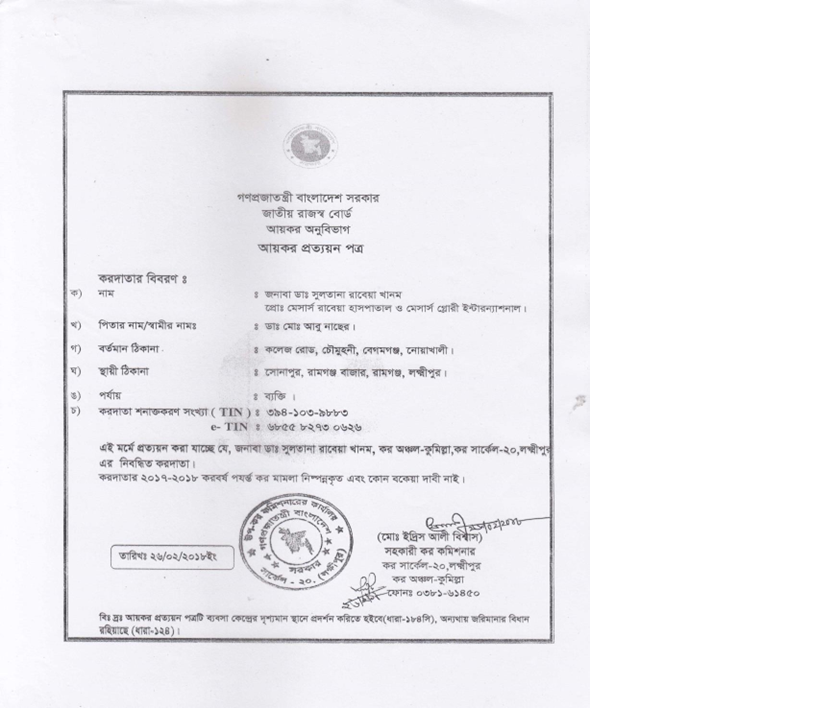 গণপ্রজাতন্ত্রী বাংলাদেশ সরকার
জাতীয় রাজস্ব বোর্ড
আয়কর অনুবিভাগ
আয়কর প্রত্যয়ন পত্র
করদাতার বিবরণ ঃ
ক) নাম ঃ জনাবা ডাঃ সুলতানা রাবেয়া খানম
প্রোঃ মেসার্স রাবেয়া হাসপাতাল ও মেসার্স গ্লোরী ইন্টারন্যাশনাল।
খ) পিতার নাম/স্বামীর নামঃ ঃ ডাঃ মোঃ আবু নাছের।
গ) বর্তমান ঠিকানা ঃ কলেজ রোড, চৌমুহনী, বেগমগঞ্জ, নোয়াখালী।
ঘ) স্থায়ী ঠিকানা ঃ সোনাপুর, রামগঞ্জ বাজার, রামগঞ্জ, লক্ষ্মীপুর।
ঙ) পর্যায় ঃ ব্যক্তি ।
চ) করদাতা শনাক্তকরণ সংখ্যা ( TIN ) ঃ ৩৯৪-১০৩-৯৮৮৩
e- TIN ঃ ৬৮৫৫ ৮২৭৩ ০৬২৬
এই মর্মে প্রত্যয়ন করা যাচ্ছে যে, জনাবা ডাঃ সুলতানা রাবেয়া খানম, কর অঞ্চল-কুমিল্লা,কর সার্কেল-২০,লক্ষ্মীপুর
এর নিবন্ধিত করদাতা।
করদাতার ২০১৭-২০১৮ করবর্ষ পর্যন্ত কর মামলা নিষ্পন্নকৃত এবং কোন বকেয়া দাবী নাই।
উপ-কর কমিশনারের কার্যালয়
গণপ্রজাতন্ত্রী বাংলাদেশ
সরকার
সার্কেল - ২০, (লক্ষ্মীপুর)
তারিখঃ ২৬/০২/২০১৮ইং
(মোঃ ইদ্রিস আলী বিশ্বাস)
সহকারী কর কমিশনার
কর সার্কেল-২০,লক্ষ্মীপুর
কর অঞ্চল-কুমিল্লা
ফোনঃ ০৩৮১-৬১৪৫০
বিঃ দ্রঃ আয়কর প্রত্যয়ন পত্রটি ব্যবসা কেন্দ্রের দৃশ্যমান স্থানে প্রদর্শন করিতে হইবে(ধারা-১৮৪সি), অন্যথায় জরিমানার বিধান
রহিয়াছে (ধারা-১২৪)।